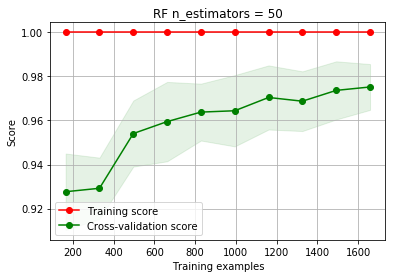 RF n_estimators = 50
1.00
0.98
0.96
0.94
0.92
Score
Training score
Cross-validation score
200 400 600 800 1000 1200 1400 1600
Training examples